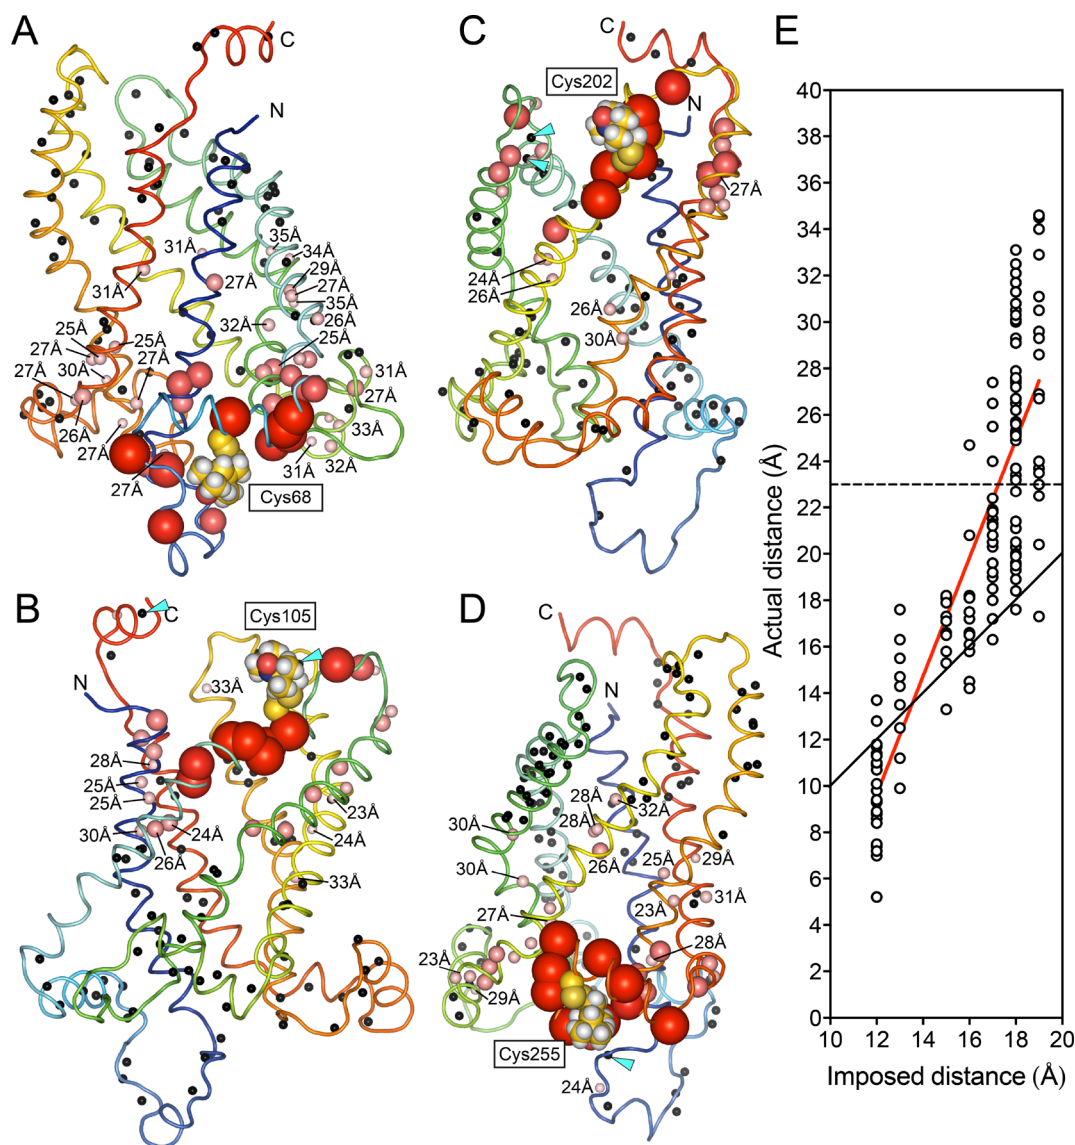 A
C
N
31Å
31Å
27Å
35Å
34Å
29Å
27Å
35Å
26Å
32Å
25Å
25Å
25Å
27Å
27Å
30Å
27Å
26Å
27Å
27Å
31Å
27Å
33Å
32Å
31Å
Cys68
B
C
N
Cys105
33Å
28Å
25Å
25Å
30Å
24Å
26Å
23Å
24Å
33Å
C
Cys202
N
27Å
24Å
26Å
26Å
30Å
D
C
N
28Å
32Å
28Å
30Å
26Å
25Å
29Å
30Å
23Å
31Å
27Å
28Å
23Å
29Å
Cys255
24Å
E
Actual distance (Å)
40
38
36
34
32
30
28
26
24
22
20
18
16
14
12
10
8
6
4
2
0
10 12 14 16 18 20
Imposed distance (Å)